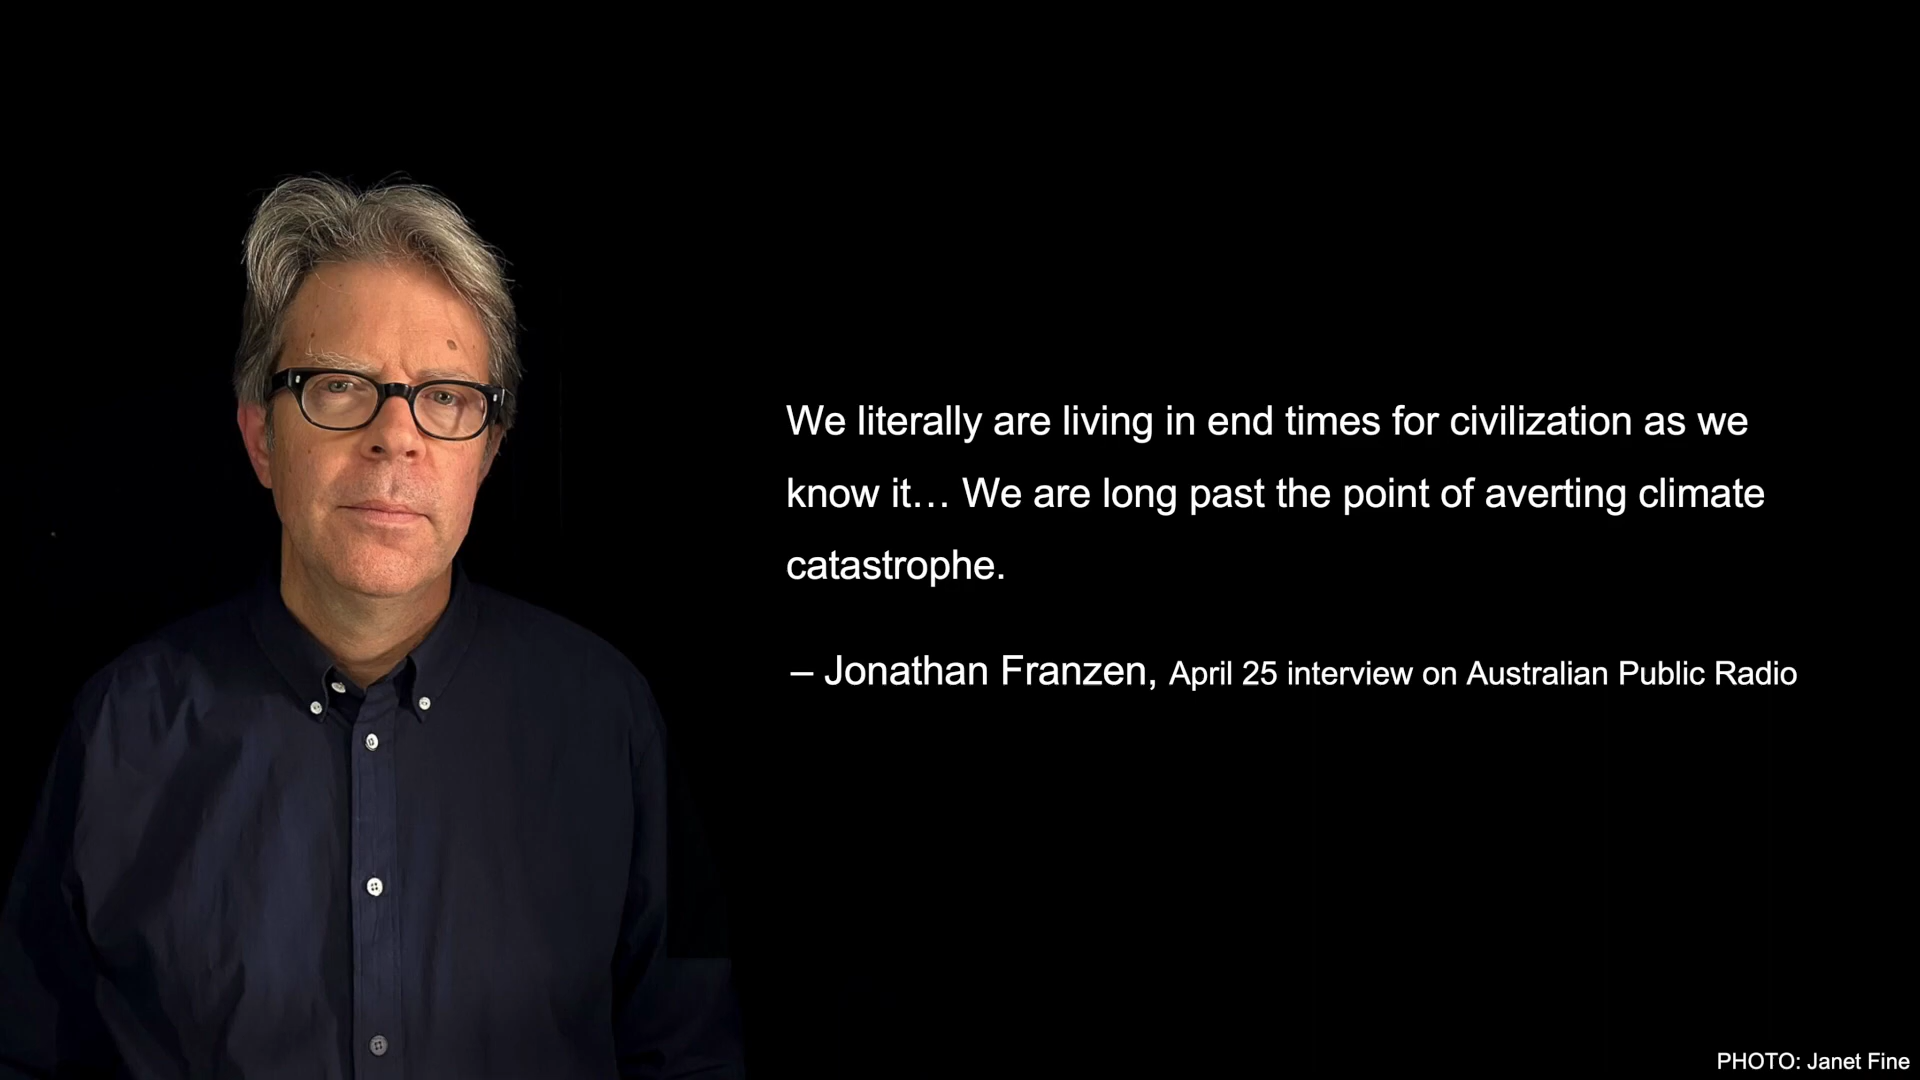 We literally are living in end times for civilization as we
know it… We are long past the point of averting climate
catastrophe.
– Jonathan Franzen, April 25 interview on Australian Public Radio
PHOTO: Janet Fine